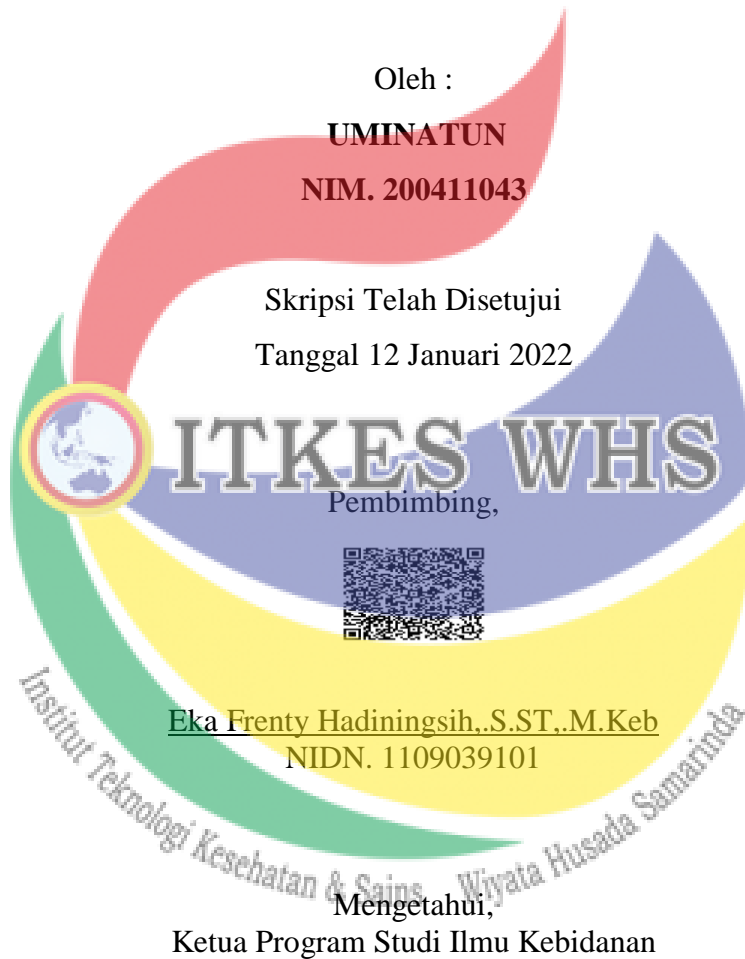 Oleh :
UMINATUN
NIM. 200411043
Skripsi Telah Disetujui
Tanggal 12 Januari 2022
ITKES WHS
Pembimbing,
Eka Frenty Hadiningsih,.S.ST,.M.Keb
NIDN. 1109039101
Institut Teknologi Kesehatan & Sains Wiyata Husada Samarinda
Mengetahui,
Ketua Program Studi Ilmu Kebidanan